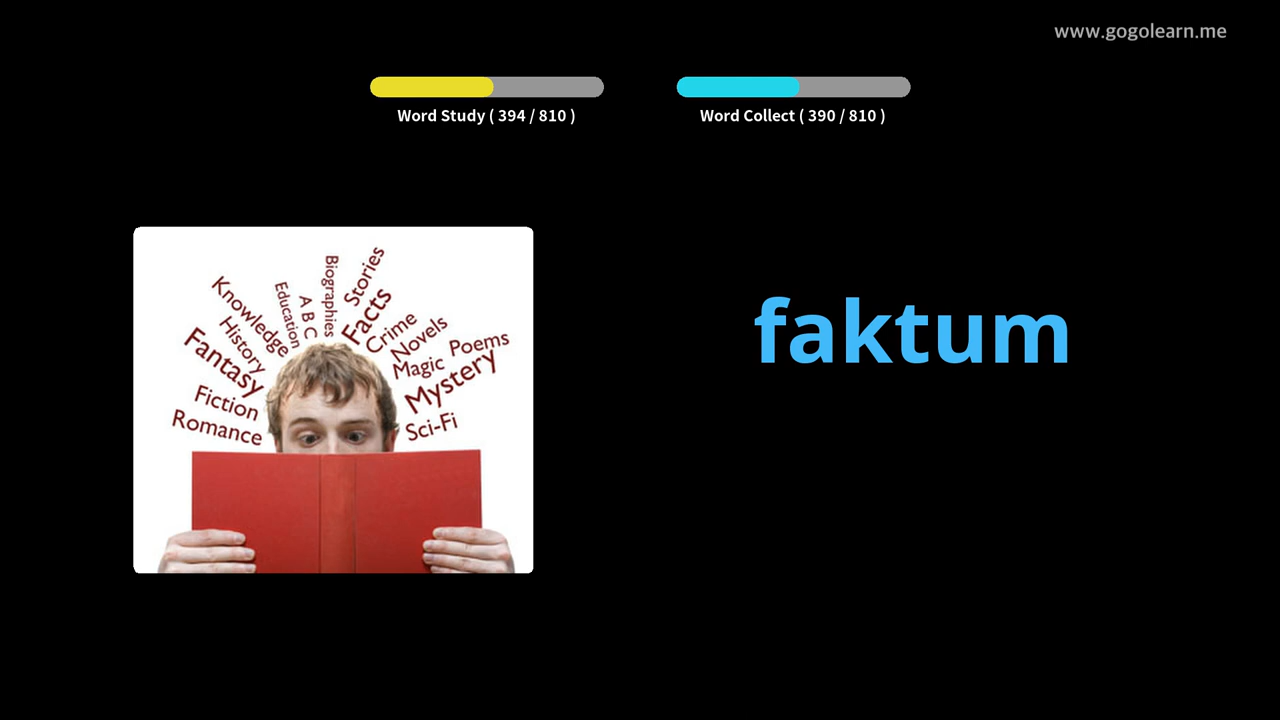 www.gogolearn.me
Word Study ( 394 / 810 )
Word Collect ( 390 / 810 )
Biographies
Stories
Education
A B C
Facts
Knowledge
History
Crime
Novels
Poems
Fantasy
Magic
Mystery
Fiction
Romance
Sci-Fi
faktum